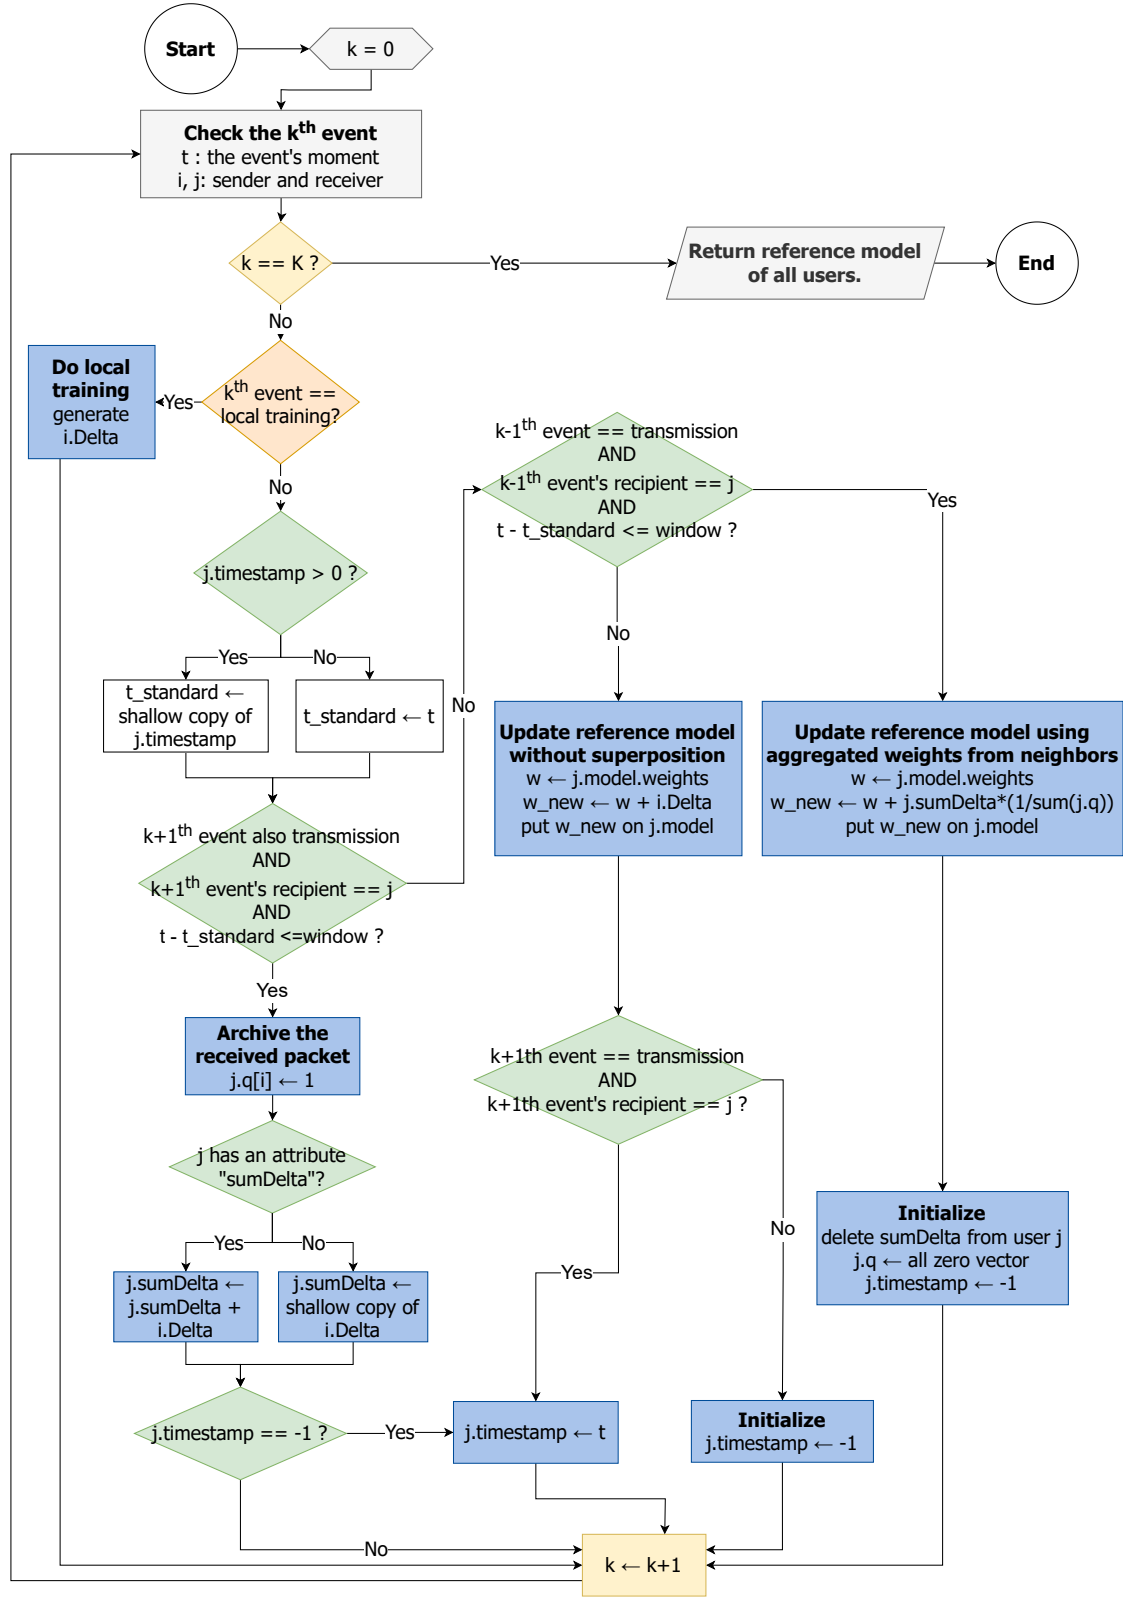 Start
k = 0
Check the kth event
t : the event's moment
i, j: sender and receiver
k == K ?
Yes
Return reference model
of all users.
End
No
Do local
training
generate
i.Delta
Yes
kth event ==
local training?
No
k-1th event == transmission
AND
k-1th event's recipient == j
AND
t - t_standard <= window ?
Yes
j.timestamp > 0 ?
No
Yes
No
t_standard ←
shallow copy of
j.timestamp
t_standard ← t
No
Update reference model
without superposition
w ← j.model.weights
w_new ← w + i.Delta
put w_new on j.model
Update reference model using
aggregated weights from neighbors
w ← j.model.weights
w_new ← w + j.sumDelta*(1/sum(j.q))
put w_new on j.model
k+1th event also transmission
AND
k+1th event's recipient == j
AND
t - t_standard <=window ?
Yes
Archive the
received packet
j.q[i] ← 1
k+1th event == transmission
AND
k+1th event's recipient == j ?
j has an attribute
"sumDelta"?
Yes
No
No
Initialize
delete sumDelta from user j
j.q ← all zero vector
j.timestamp ← -1
j.sumDelta ←
j.sumDelta +
i.Delta
j.sumDelta ←
shallow copy of
i.Delta
Yes
j.timestamp == -1 ?
Yes
j.timestamp ← t
Initialize
j.timestamp ← -1
No
k ← k+1